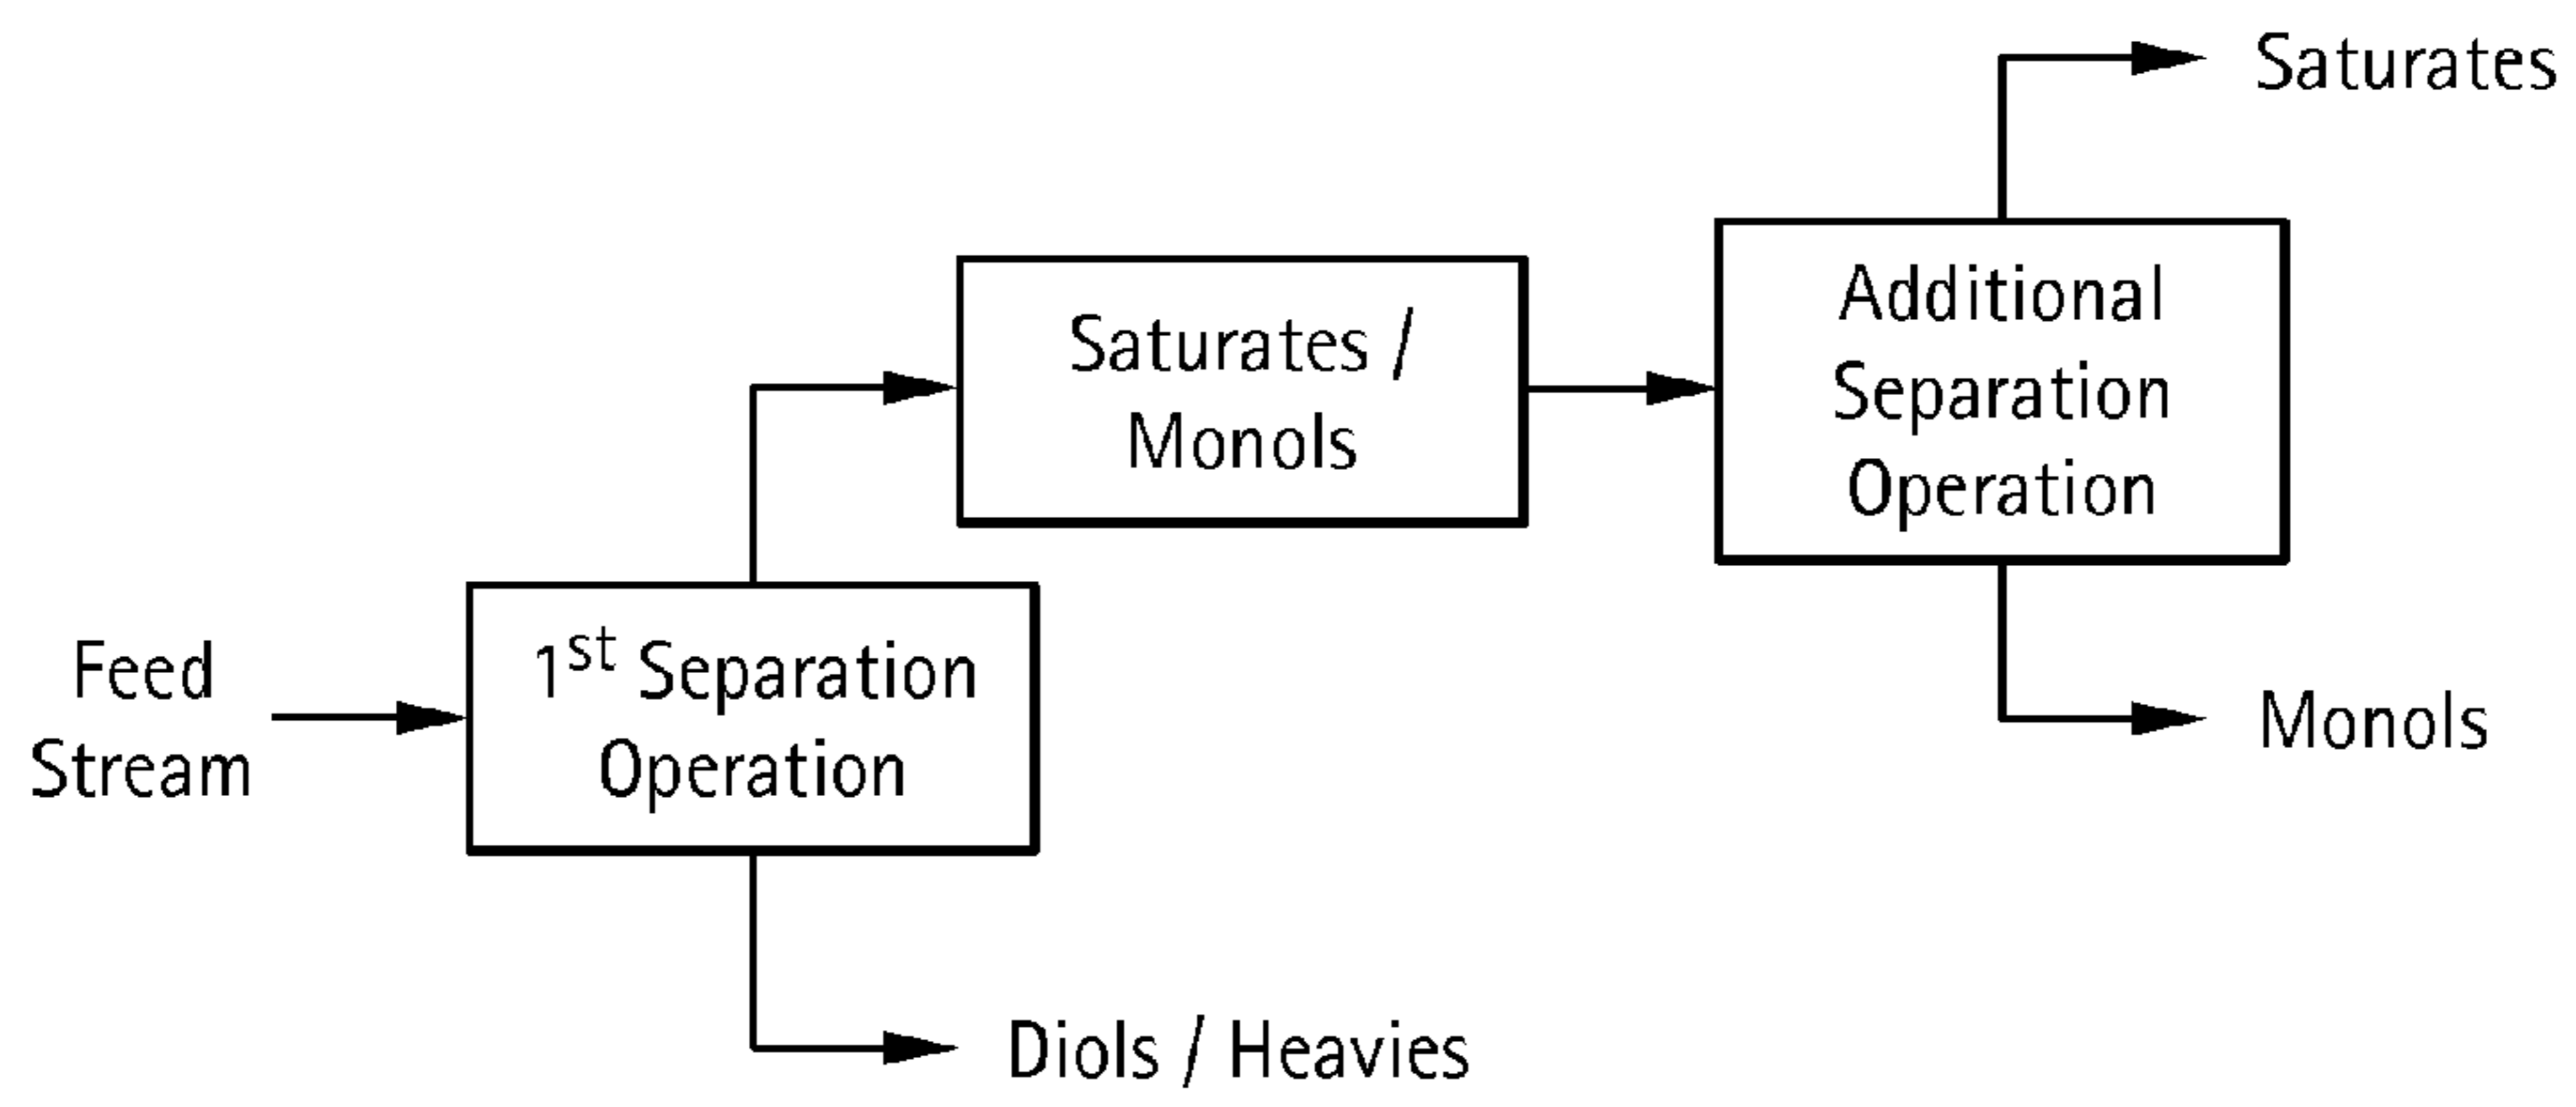 Feed
Stream
1st Separation
Operation
Diols / Heavies
Saturates /
Monols
Additional
Separation
Operation
Saturates
Monols